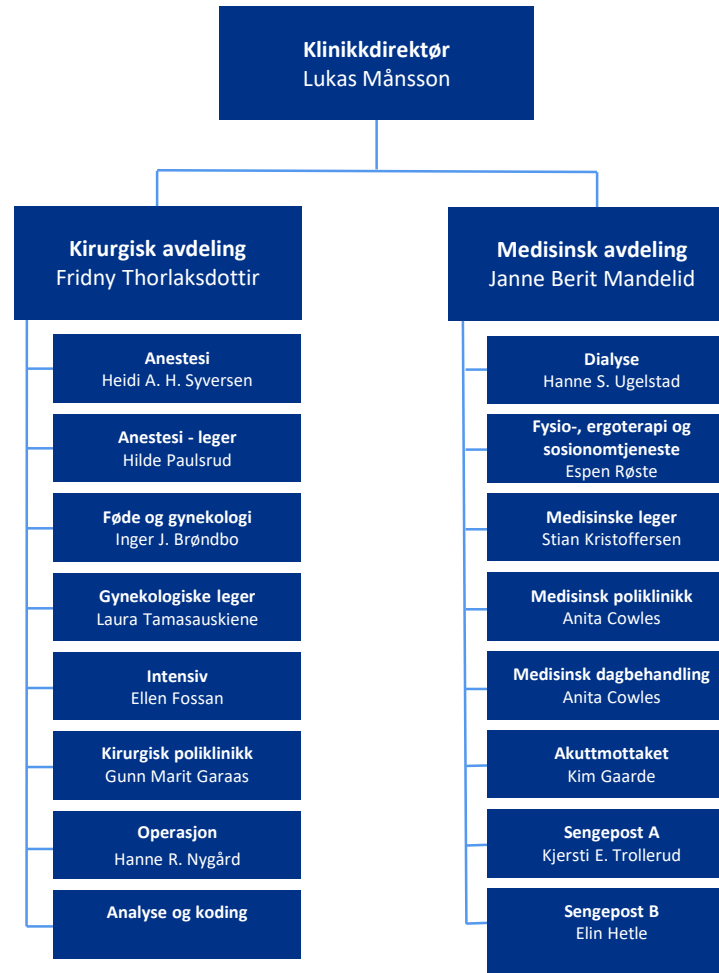 Klinikkdirektør
Lukas Månsson
Kirurgisk avdeling
Fridny Thorlaksdottir
Anestesi
Heidi A. H. Syversen
Anestesi - leger
Hilde Paulsrud
Føde og gynekologi
Inger J. Brøndbo
Gynekologiske leger
Laura Tamasauskiene
Intensiv
Ellen Fossan
Kirurgisk poliklinikk
Gunn Marit Garaas
Operasjon
Hanne R. Nygård
Analyse og koding
Medisinsk avdeling
Janne Berit Mandelid
Dialyse
Hanne S. Ugelstad
Fysio-, ergoterapi og
sosionomtjeneste
Espen Røste
Medisinske leger
Stian Kristoffersen
Medisinsk poliklinikk
Anita Cowles
Medisinsk dagbehandling
Anita Cowles
Akuttmottaket
Kim Gaarde
Sengepost A
Kjersti E. Trollerud
Sengepost B
Elin Hetle